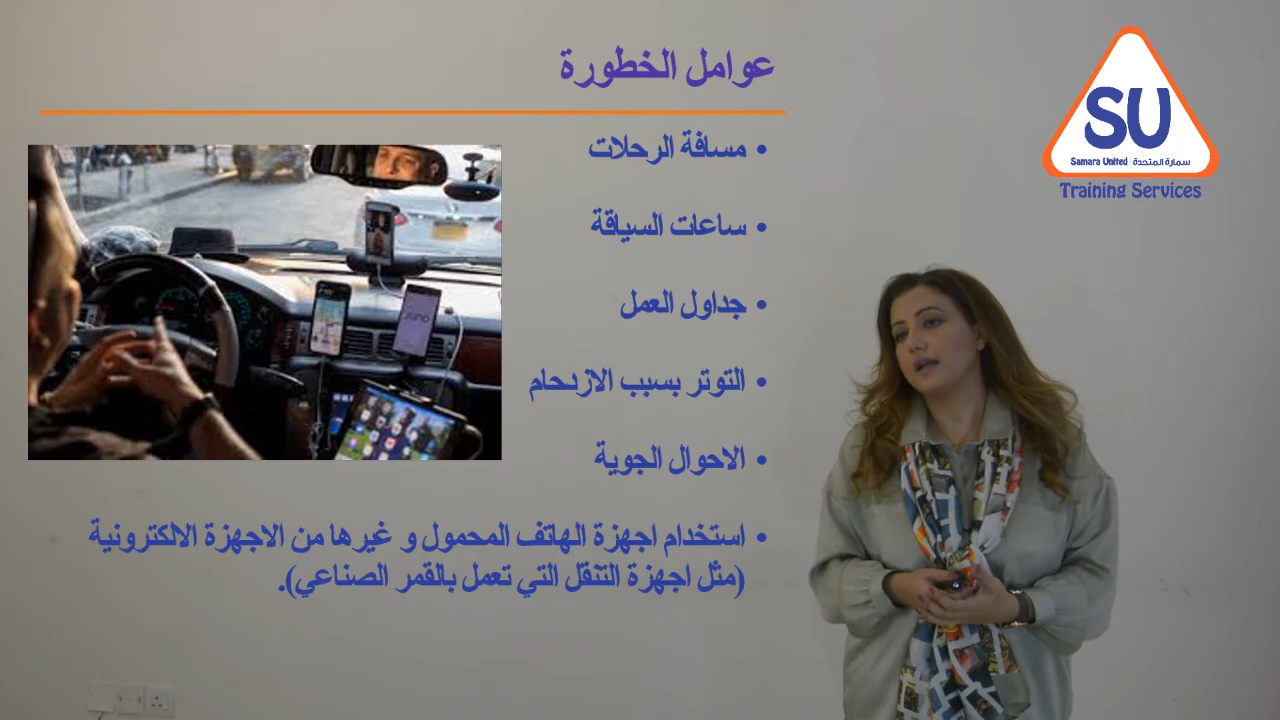 عوامل الخطورة
• مسافة الرحلات
• ساعات السياقة
• جداول العمل
• التوتر بسبب الازدحام
• الاحوال الجوية
• استخدام اجهزة الهاتف المحمول و غيرها من الاجهزة الالكترونية
(مثل اجهزة التنقل التي تعمل بالقمر الصناعي).
SU
Samara United | سمارة المتحدة
Training Services
juno